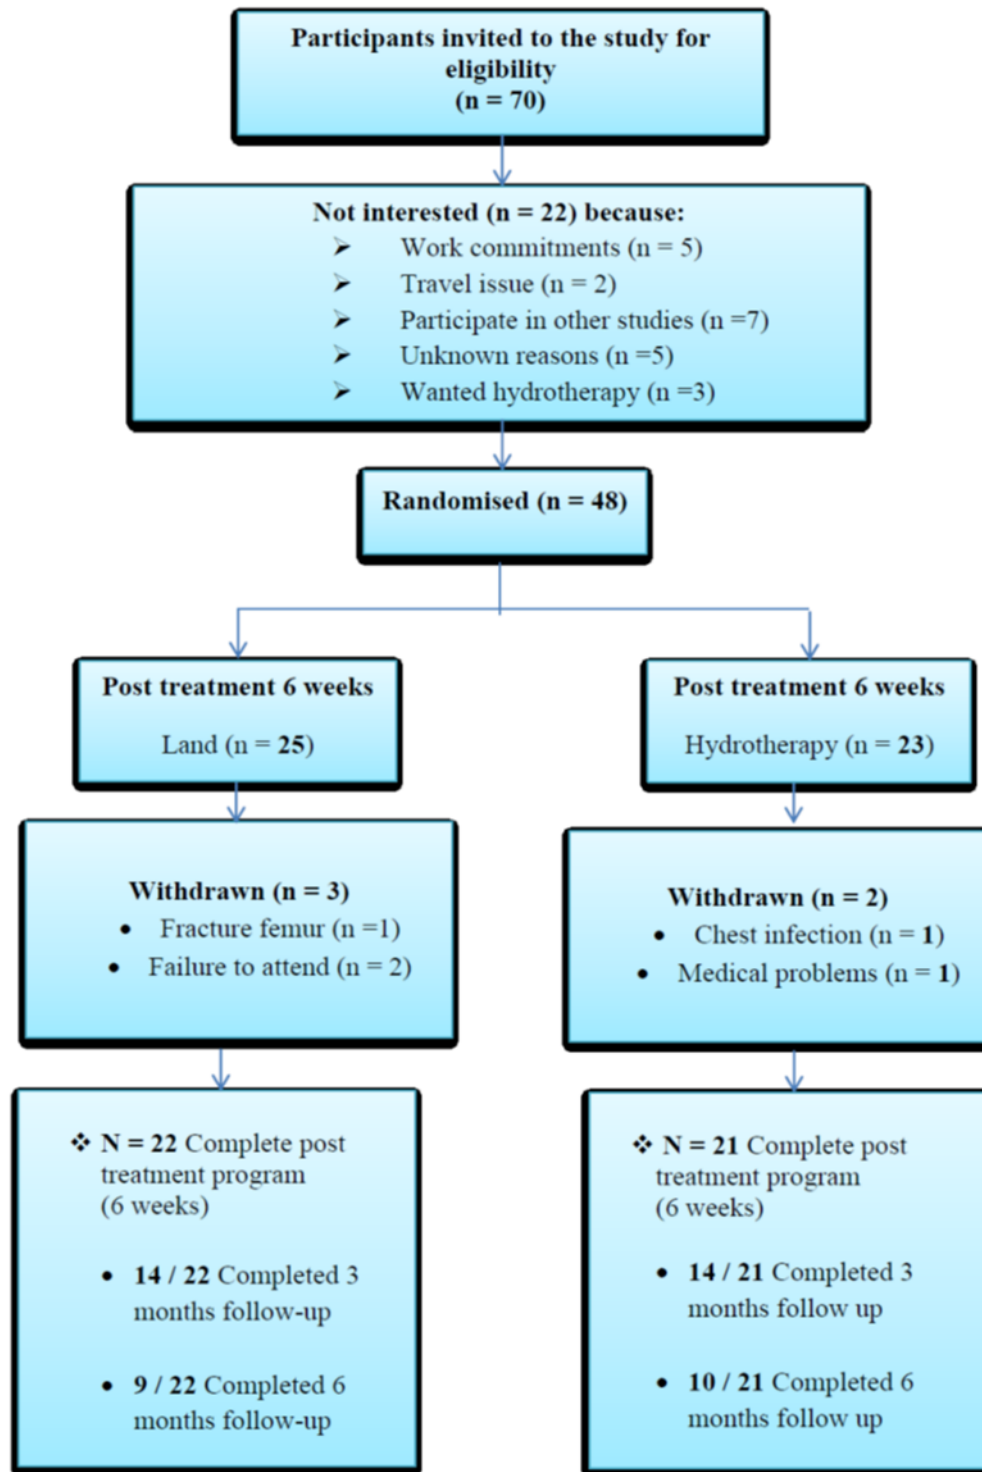 Participants invited to the study for
eligibility
(n = 70)
Not interested (n = 22) because:
➢ Work commitments (n = 5)
➢ Travel issue (n = 2)
➢ Participate in other studies (n =7)
➢ Unknown reasons (n =5)
➢ Wanted hydrotherapy (n =3)
Randomised (n = 48)
Post treatment 6 weeks
Land (n = 25)
Post treatment 6 weeks
Hydrotherapy (n = 23)
Withdrawn (n = 3)
• Fracture femur (n =1)
• Failure to attend (n = 2)
Withdrawn (n = 2)
• Chest infection (n = 1)
• Medical problems (n = 1)
❖ N = 22 Complete post
treatment program
(6 weeks)
• 14 / 22 Completed 3
months follow-up
• 9 / 22 Completed 6
months follow-up
❖ N = 21 Complete post
treatment program
(6 weeks)
• 14 / 21 Completed 3
months follow up
• 10 / 21 Completed 6
months follow up